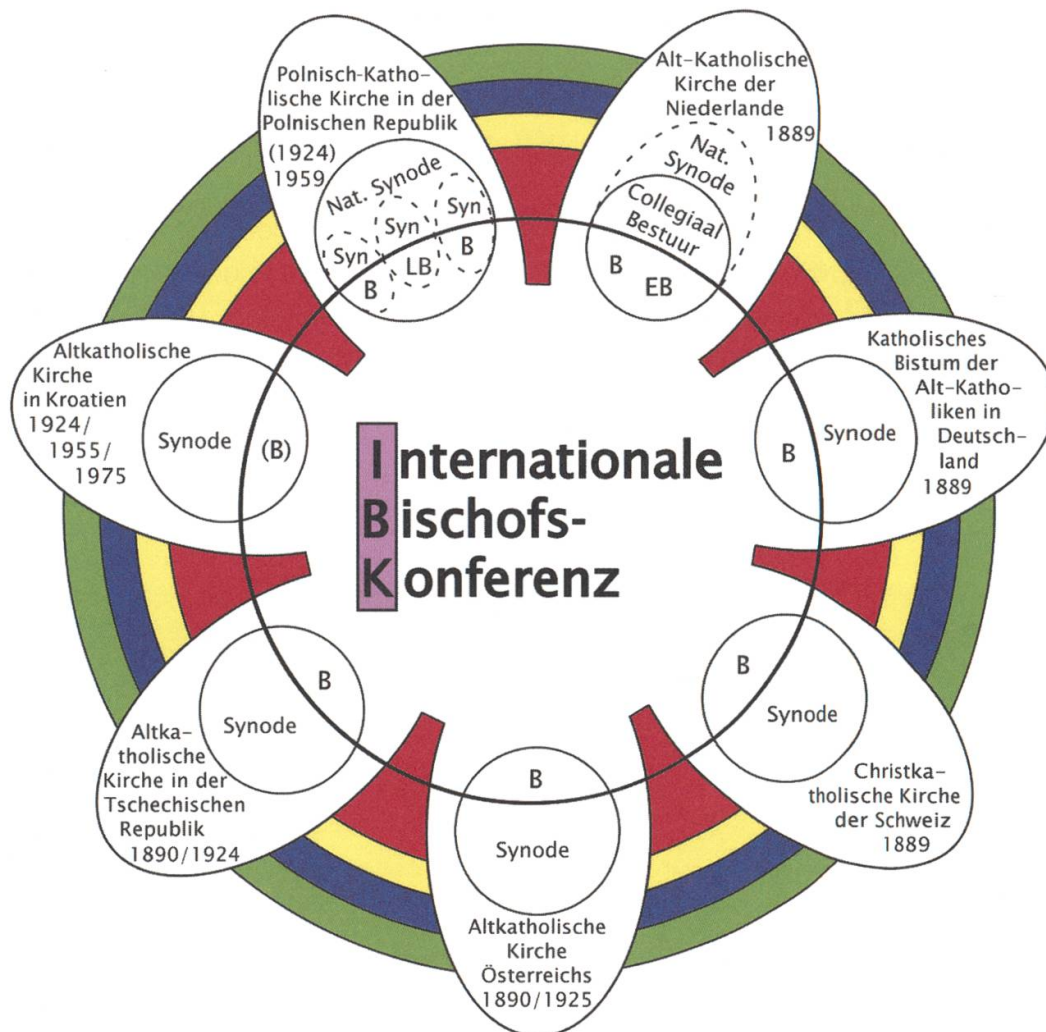 Polnisch-Katho-
lische Kirche in der
Polnischen Republik
(1924)
1959
Nat. Synode
Syn
Syn
Syn
B
LB
B
Alt-Katholische
Kirche der
Niederlande
1889
Nat.
Synode
Collegiaal
Bestuur
B
EB
Altkatholische
Kirche
in Kroatien
1924/
1955/
1975
Synode
(B)
Katholisches
Bistum der
Alt-Katho-
liken in
Deutsch-
land
1889
B
Synode
Internationale
Bischofs-
Konferenz
B
Synode
Altka-
tholische
Kirche in der
Tschechischen
Republik
1890/1924
B
Synode
Christka-
tholische Kirche
der Schweiz
1889
B
Synode
Altkatholische
Kirche
Österreichs
1890/1925